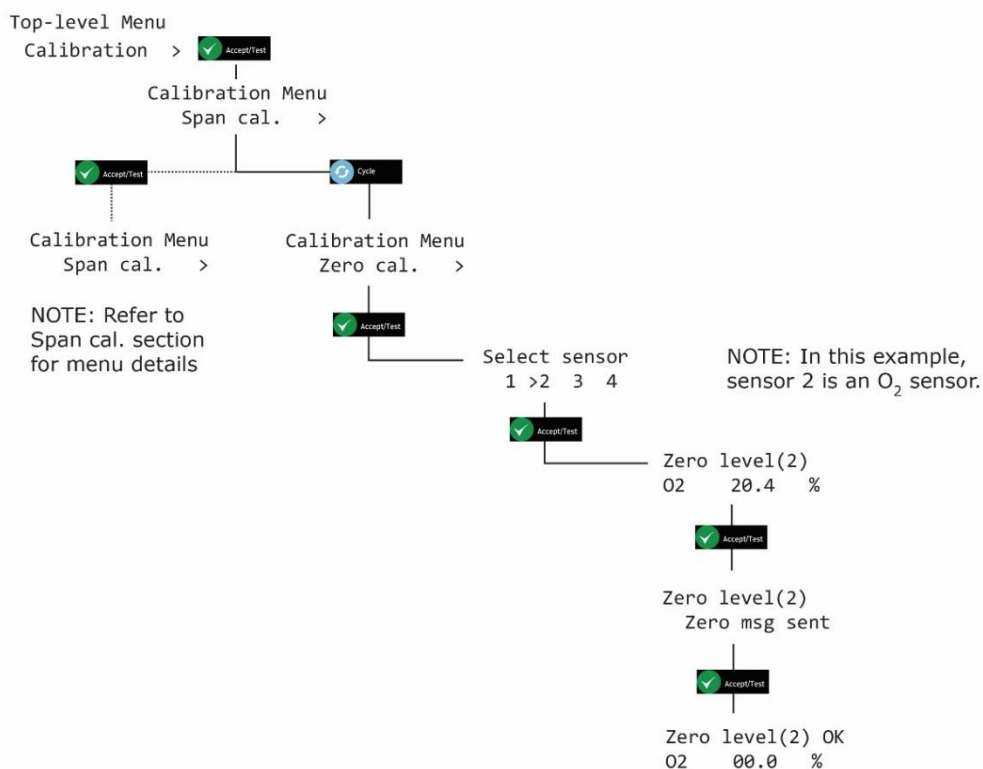 Top-level Menu
Calibration > Accept/Test
Calibration Menu
Span cal. >
Accept/Test
Cycle
Calibration Menu
Span cal. >
Calibration Menu
Zero cal. >
NOTE: Refer to
Span cal. section
for menu details
Accept/Test
Select sensor
1 >2 3 4
NOTE: In this example,
sensor 2 is an O₂ sensor.
Accept/Test
Zero level(2)
O2 20.4 %
Accept/Test
Zero level(2)
Zero msg sent
Accept/Test
Zero level(2) OK
O2 00.0 %